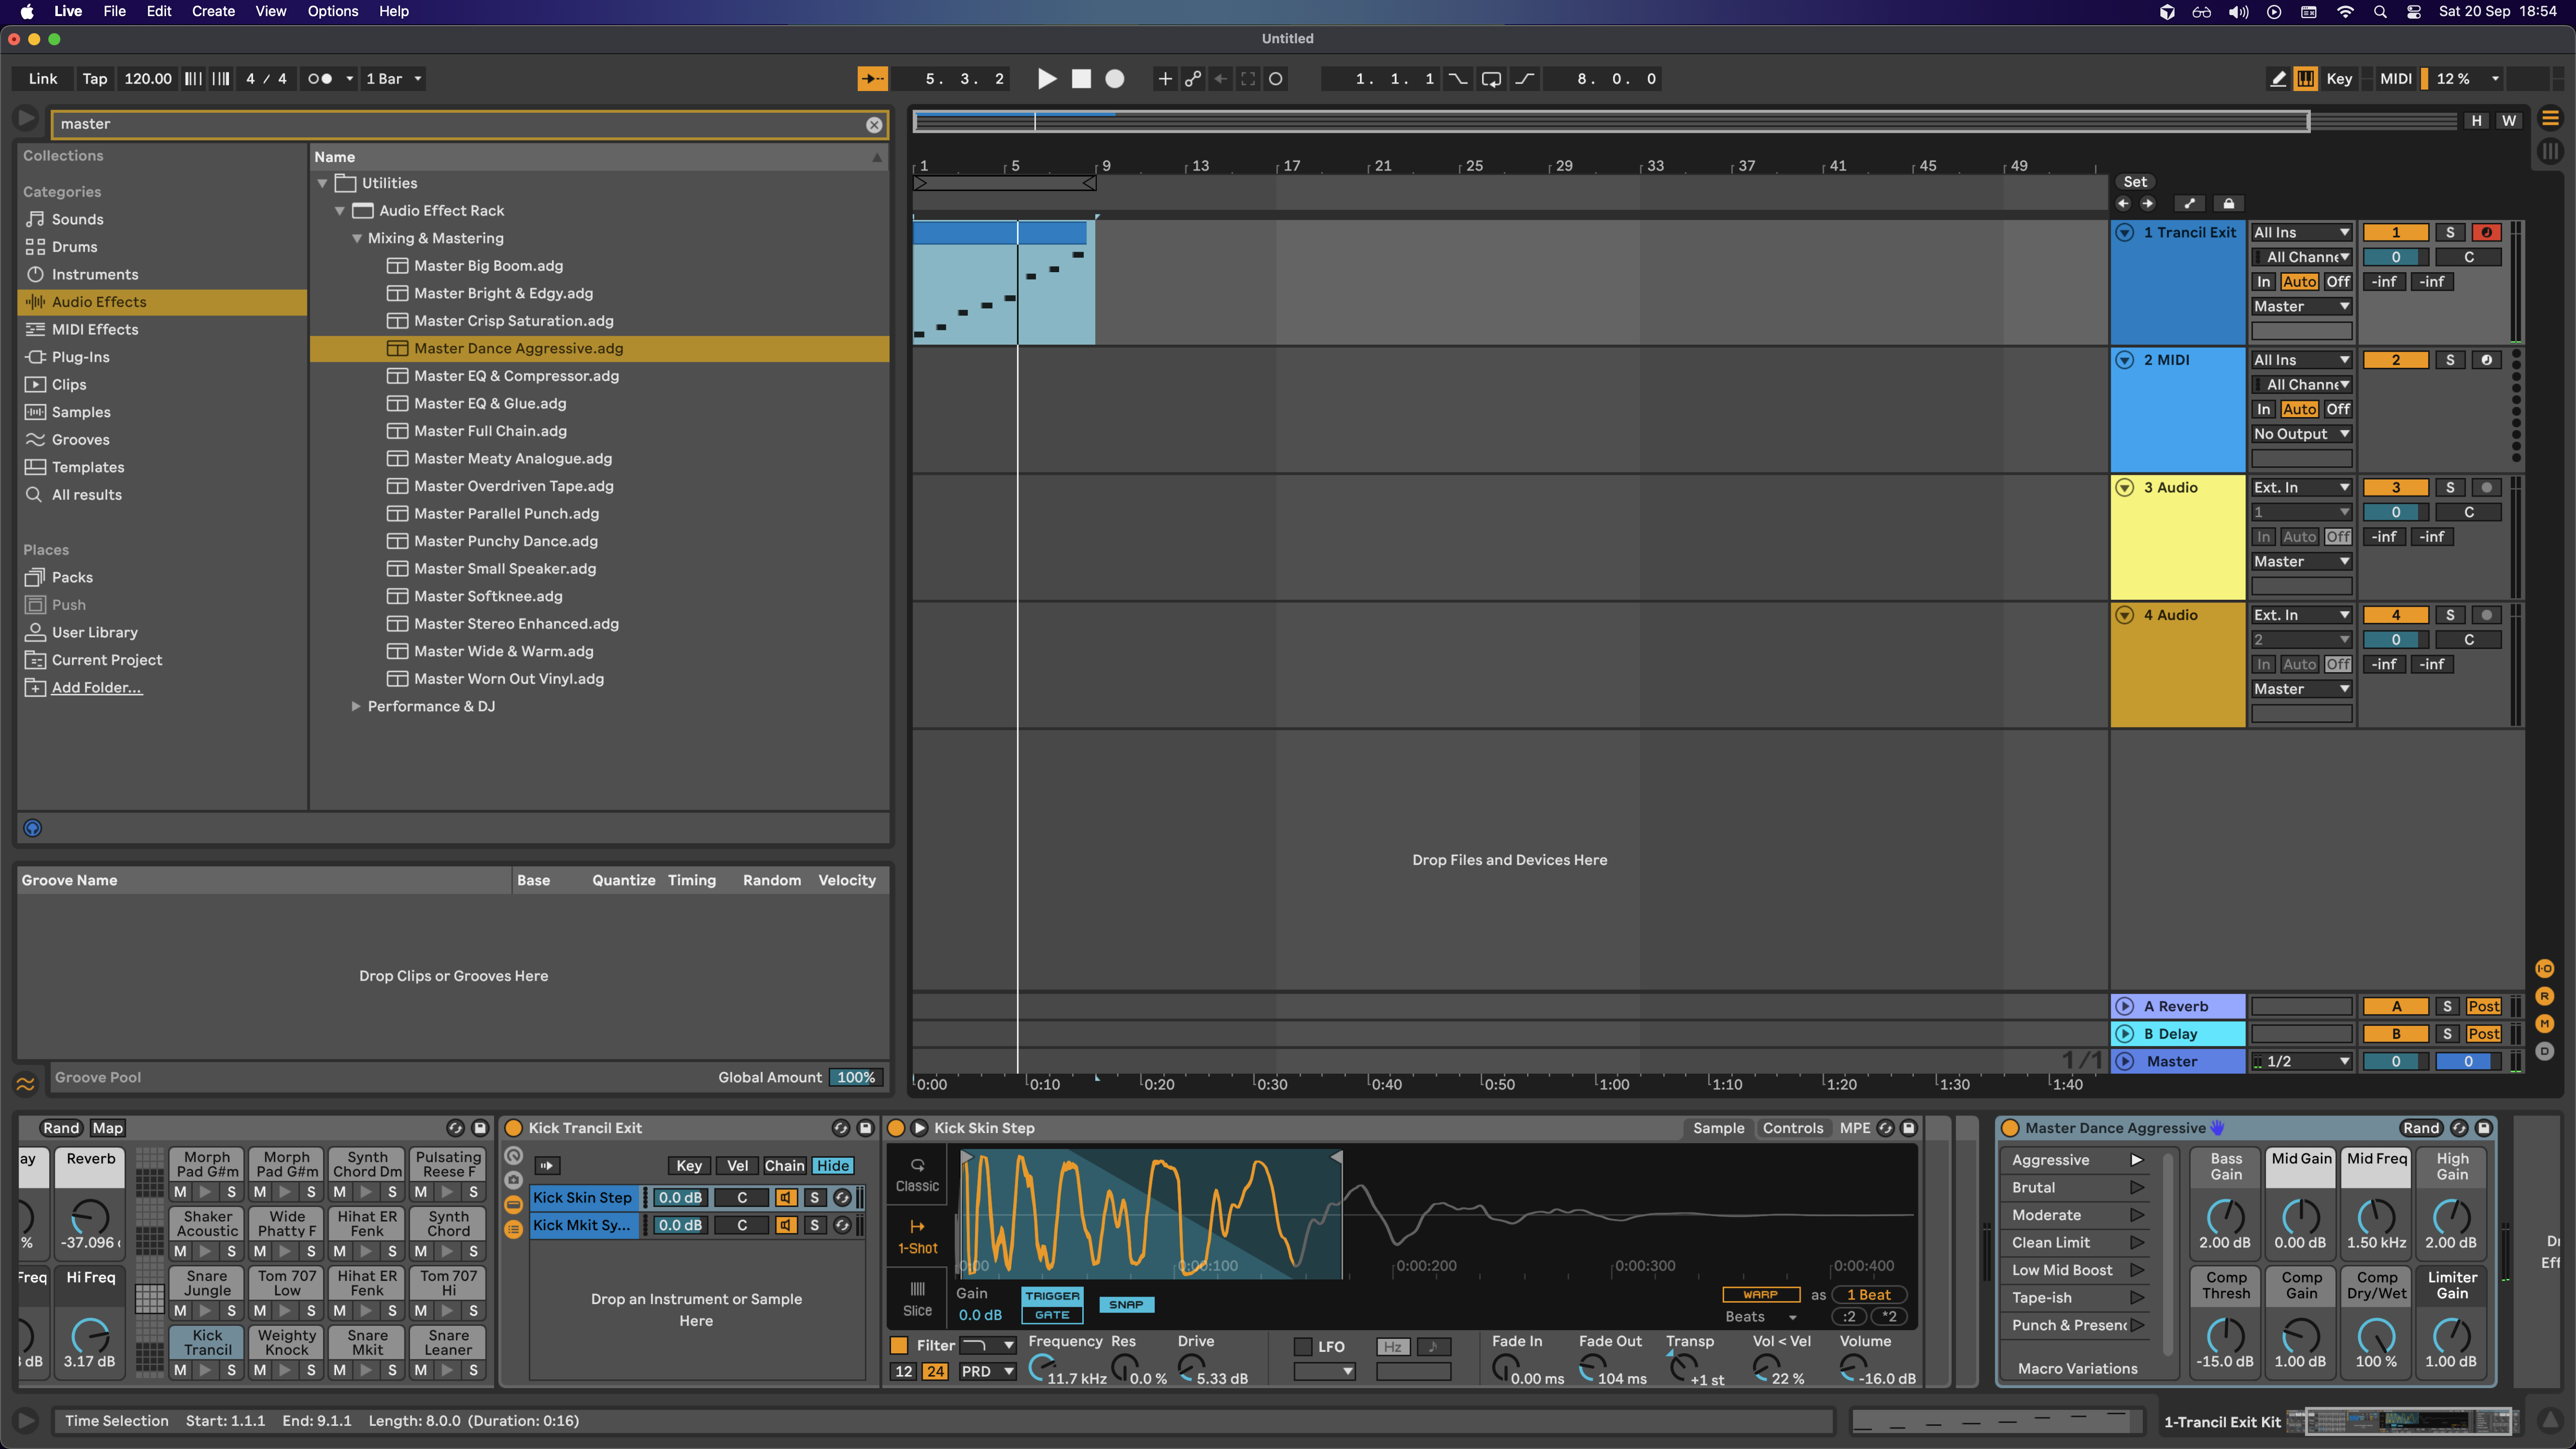 Live File Edit Create View Options Help Sat 20 Sep 18:54
Untitled
Link Tap 120.00 4 / 4 1 Bar 5. 3. 2 1. 1. 1 8. 0. 0 Key MIDI 12 %
master
H W
Collections
Categories
Sounds
Drums
Instruments
Audio Effects
MIDI Effects
Plug-Ins
Clips
Samples
Grooves
Templates
All results
Places
Packs
Push
User Library
Current Project
Add Folder...
Name
Utilities
Audio Effect Rack
Mixing & Mastering
Master Big Boom.adg
Master Bright & Edgy.adg
Master Crisp Saturation.adg
Master Dance Aggressive.adg
Master EQ & Compressor.adg
Master EQ & Glue.adg
Master Full Chain.adg
Master Meaty Analogue.adg
Master Overdriven Tape.adg
Master Parallel Punch.adg
Master Punchy Dance.adg
Master Small Speaker.adg
Master Softknee.adg
Master Stereo Enhanced.adg
Master Wide & Warm.adg
Master Worn Out Vinyl.adg
Performance & DJ
1 5 9 13 17 21 25 29 33 37 41 45 49
Set
1 Trancil Exit All Ins 1 S
All Channe 0 C
In Auto Off -inf -inf
Master
2 MIDI All Ins 2 S
All Channe
In Auto Off
No Output
3 Audio Ext. In 3 S
1 0 C
In Auto Off -inf -inf
Master
4 Audio Ext. In 4 S
2 0 C
In Auto Off -inf -inf
Master
Drop Files and Devices Here
A Reverb A S Post
B Delay B S Post
1/1 Master 1/2 0 0
0:00 0:10 0:20 0:30 0:40 0:50 1:00 1:10 1:20 1:30 1:40
I·O
R
M
D
Groove Name Base Quantize Timing Random Velocity
Drop Clips or Grooves Here
Groove Pool Global Amount 100%
Rand Map
ay Reverb
% -37.096
Freq Hi Freq
dB 3.17 dB
Morph Pad G#m Morph Pad G#m Synth Chord Dm Pulsating Reese F
M S M S M S M S
Shaker Acoustic Wide Phatty F Hihat ER Fenk Synth Chord
M S M S M S M S
Snare Jungle Tom 707 Low Hihat ER Fenk Tom 707 Hi
M S M S M S M S
Kick Trancil Weighty Knock Snare Mkit Snare Leaner
M S M S M S M S
Kick Trancil Exit
Key Vel Chain Hide
Kick Skin Step 0.0 dB C S
Kick Mkit Sy... 0.0 dB C S
Drop an Instrument or Sample
Here
Kick Skin Step Sample Controls MPE
Classic
1-Shot
Slice
0:00 0:00:100 0:00:200 0:00:300 0:00:400
Gain TRIGGER SNAP WARP as 1 Beat
0.0 dB GATE Beats :2 *2
Filter Frequency Res Drive LFO Hz Fade In Fade Out Transp Vol < Vel Volume
12 24 PRD 11.7 kHz 0.0 % 5.33 dB 0.00 ms 104 ms +1 st 22 % -16.0 dB
Master Dance Aggressive Rand
Aggressive
Brutal
Moderate
Clean Limit
Low Mid Boost
Tape-ish
Punch & Presenc
Macro Variations
Bass Gain Mid Gain Mid Freq High Gain
2.00 dB 0.00 dB 1.50 kHz 2.00 dB
Comp Thresh Comp Gain Comp Dry/Wet Limiter Gain
-15.0 dB 1.00 dB 100 % 1.00 dB
Time Selection Start: 1.1.1 End: 9.1.1 Length: 8.0.0 (Duration: 0:16)
1-Trancil Exit Kit